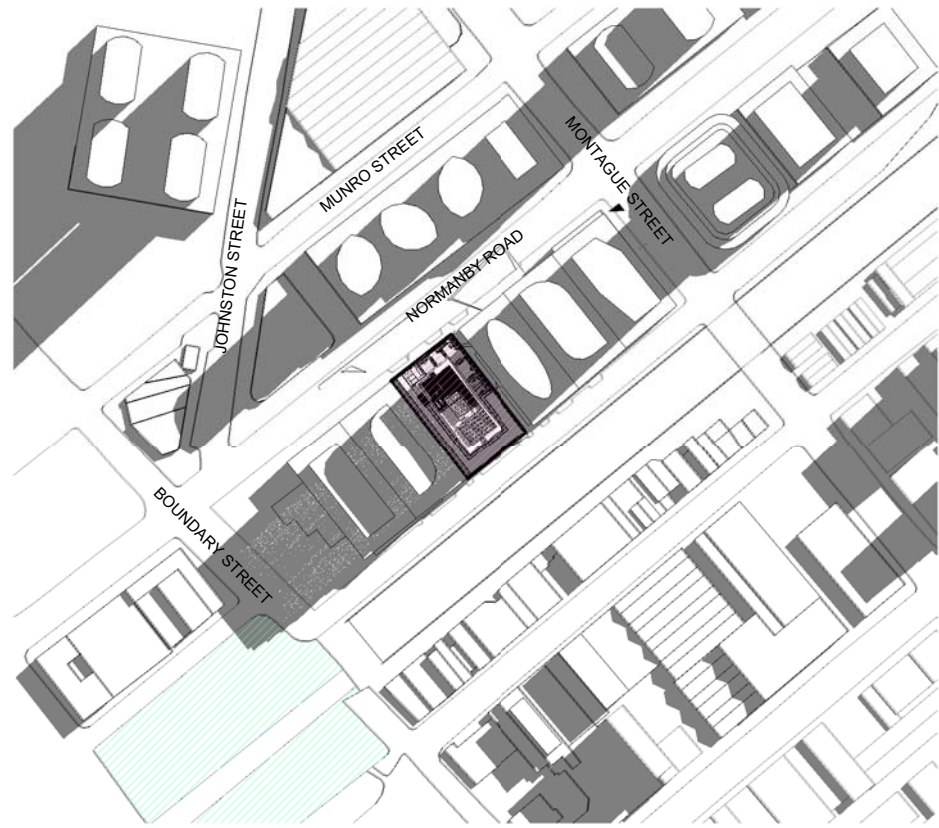 MUNRO STREET
MONTAGUE STREET
JOHNSTON STREET
NORMANBY ROAD
BOUNDARY STREET